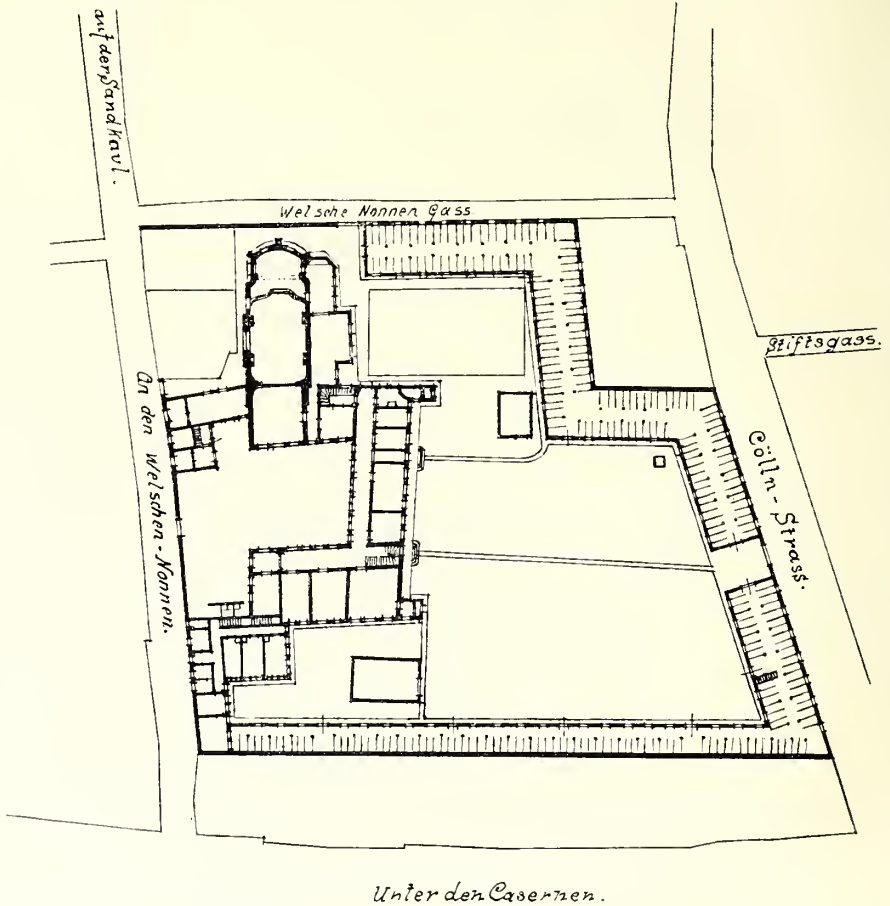 auf der Sandkaul.
Welsche Nonnen Gass
Stiftsgass.
An den Welschen-Nonnen.
Cölln-Strass.
Unter den Casernen.